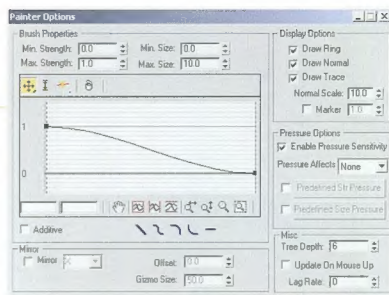 Painter Options
Brush Properties
Min. Strength: 0.0 Min. Size: 0.0
Max. Strength: 1.0 Max. Size: 10.0
1
0
Additive
Mirror
Mirror X Offset: 0.0
Gizmo Size: 50.0
Display Options
Draw Ring
Draw Normal
Draw Trace
Normal Scale: 10.0
Marker 1.0
Pressure Options
Enable Pressure Sensitivity
Pressure Affects None
Predefined Str Pressure
Predefined Size Pressure
Misc
Tree Depth: 6
Update On Mouse Up
Lag Rate: 0